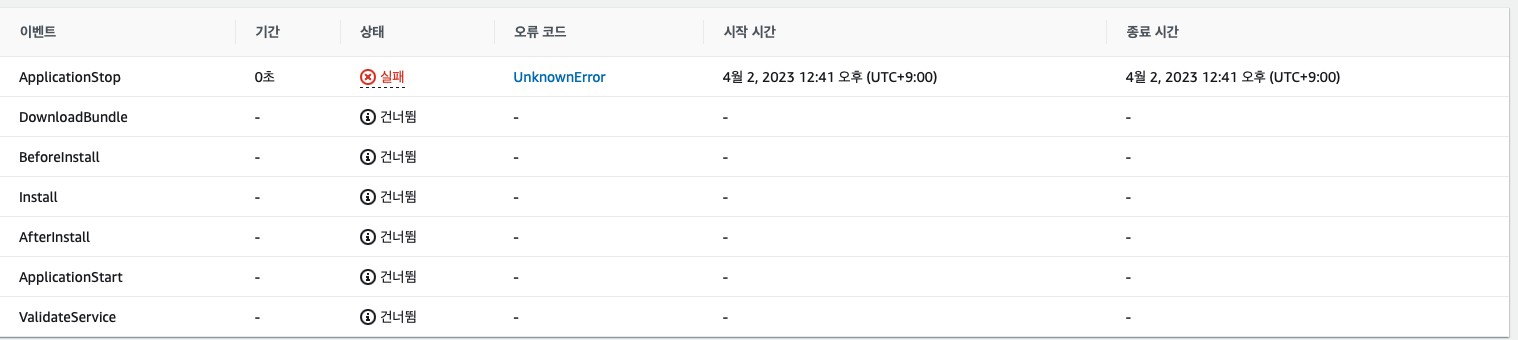 이벤트 기간 상태 오류 코드 시작 시간 종료 시간
ApplicationStop 0초 실패 UnknownError 4월 2, 2023 12:41 오후 (UTC+9:00) 4월 2, 2023 12:41 오후 (UTC+9:00)
DownloadBundle - 건너뜀 - - -
BeforeInstall - 건너뜀 - - -
Install - 건너뜀 - - -
AfterInstall - 건너뜀 - - -
ApplicationStart - 건너뜀 - - -
ValidateService - 건너뜀 - - -